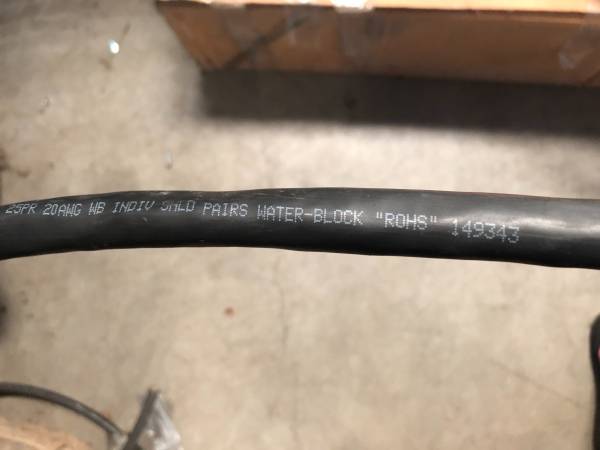 25PR 20AWG WB INDIV SHLD PAIRS WATER-BLOCK "ROHS" 149343